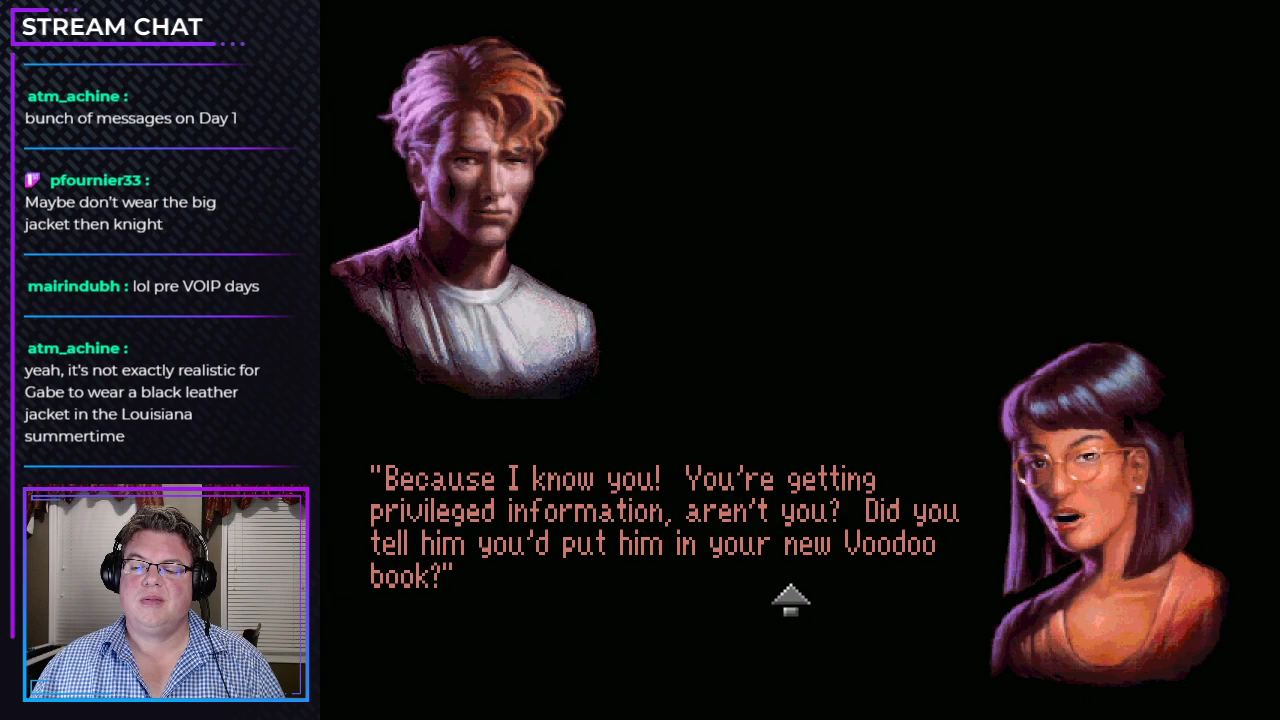 STREAM CHAT
atm_achine :
bunch of messages on Day 1
pfournier33 :
Maybe don't wear the big
jacket then knight
mairindubh : lol pre VOIP days
atm_achine :
yeah, it's not exactly realistic for
Gabe to wear a black leather
jacket in the Louisiana
summertime
"Because I know you! You're getting
privileged information, aren't you? Did you
tell him you'd put him in your new Voodoo
book?"